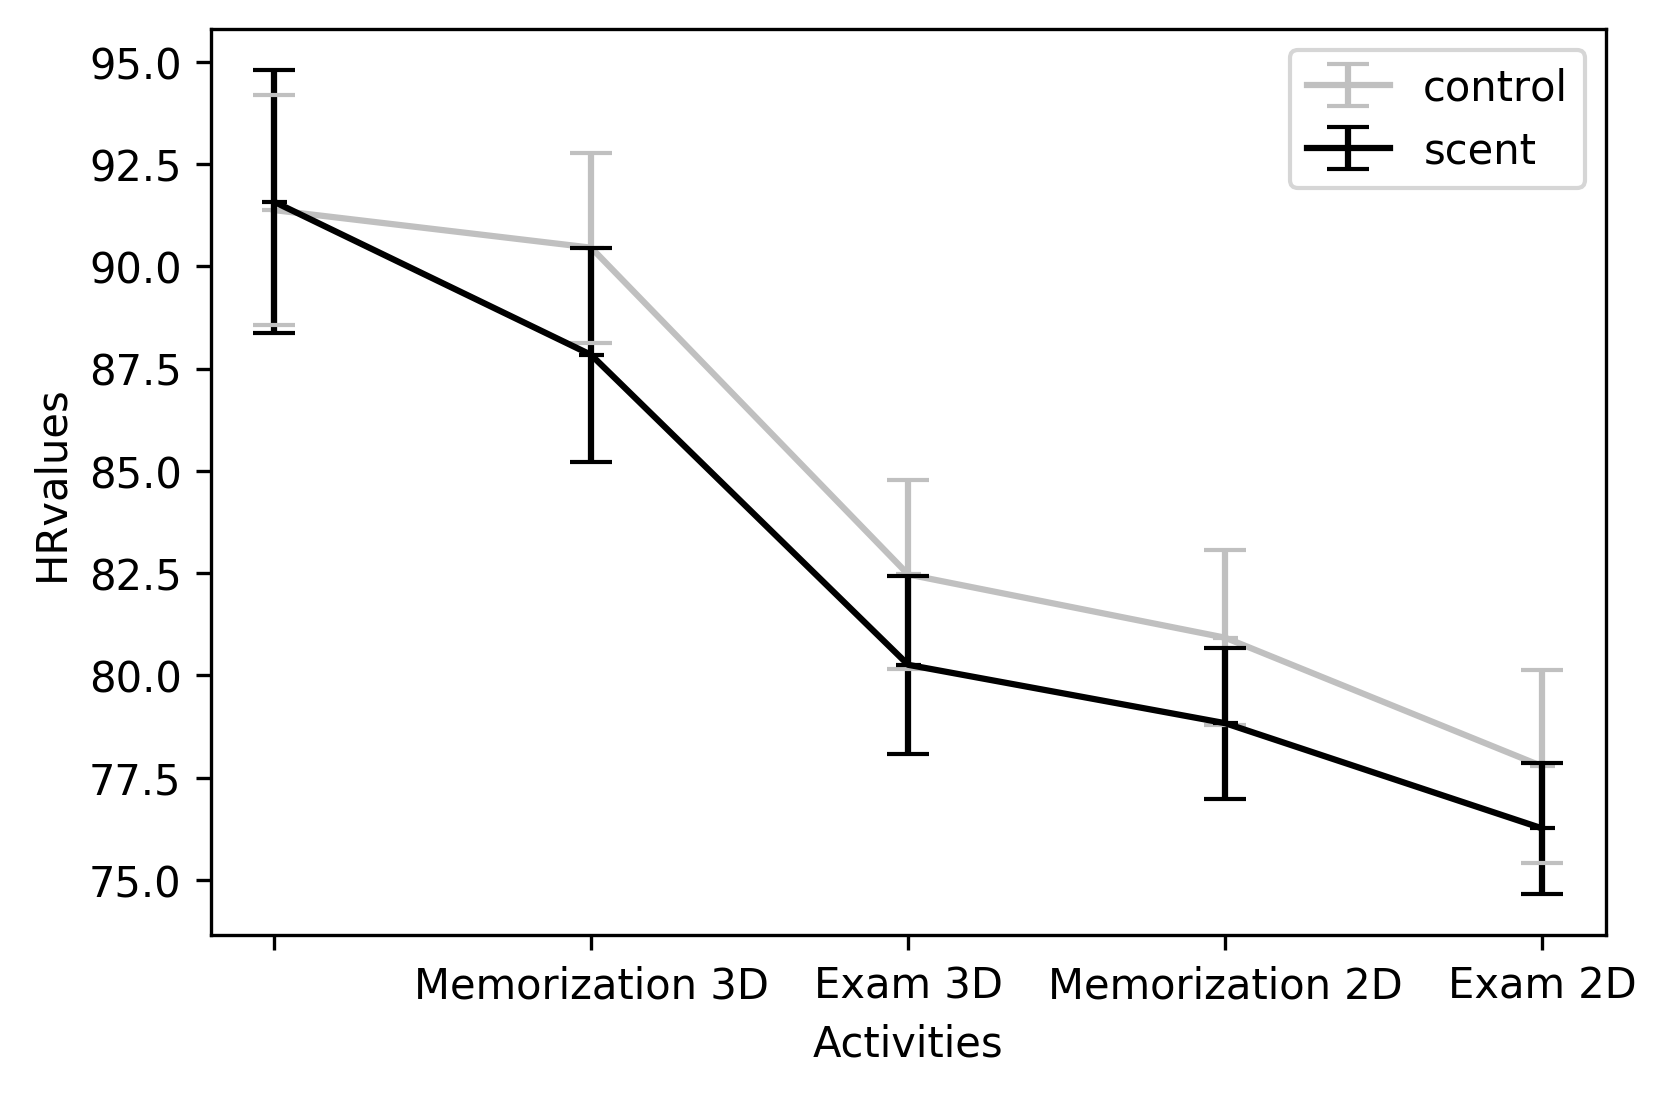 95.0
92.5
90.0
87.5
85.0
82.5
80.0
77.5
75.0
HRvalues
control
scent
Memorization 3D
Exam 3D
Memorization 2D
Exam 2D
Activities